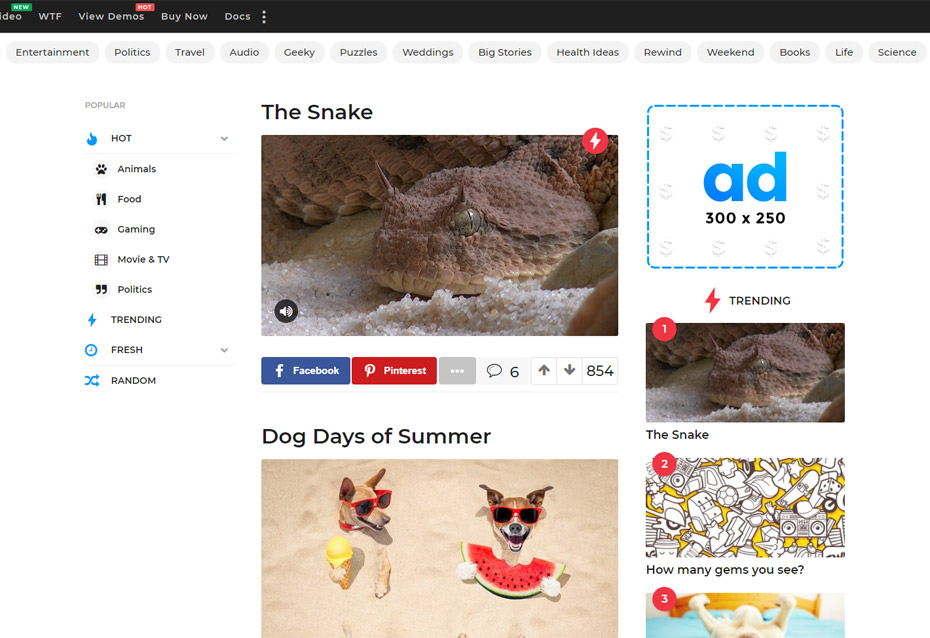 NEW
HOT
WTF View Demos Buy Now Docs
Entertainment Politics Travel Audio Geeky Puzzles Weddings Big Stories Health Ideas Rewind Weekend Books Life Science
POPULAR
HOT
Animals
Food
Gaming
Movie & TV
Politics
TRENDING
FRESH
RANDOM
The Snake
Facebook Pinterest 6 854
Dog Days of Summer
ad
300 x 250
TRENDING
1
The Snake
2
How many gems you see?
3